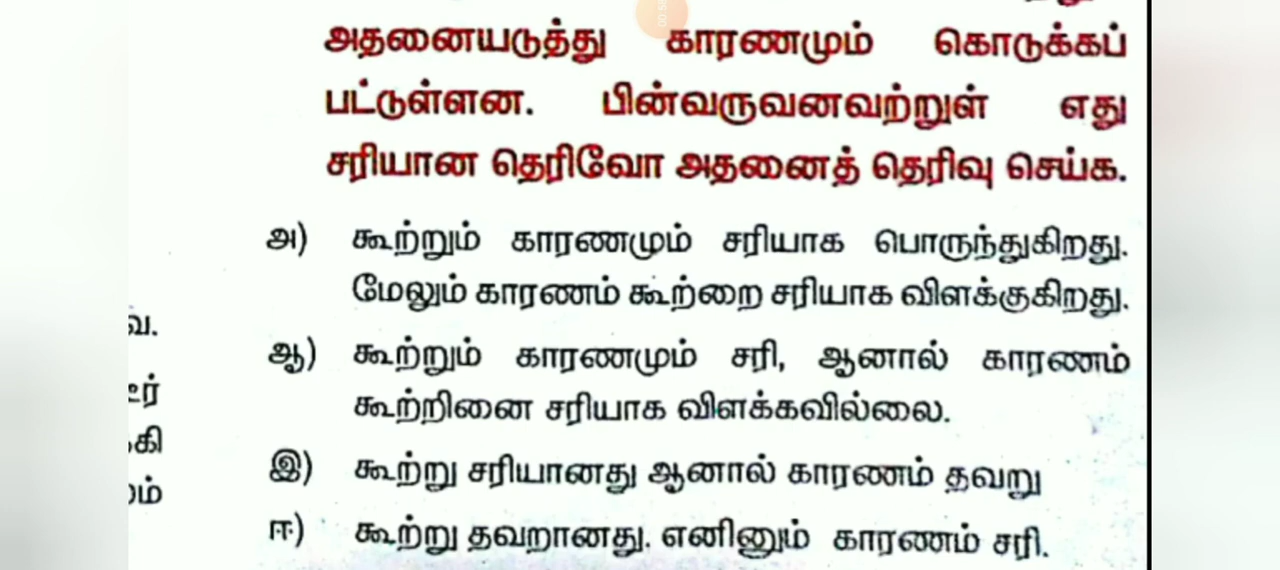 அதனையடுத்து காரணமும் கொடுக்கப்
பட்டுள்ளன. பின்வருவனவற்றுள் எது
சரியான தெரிவோ அதனைத் தெரிவு செய்க.
அ) கூற்றும் காரணமும் சரியாக பொருந்துகிறது.
மேலும் காரணம் கூற்றை சரியாக விளக்குகிறது.
ஆ) கூற்றும் காரணமும் சரி, ஆனால் காரணம்
கூற்றினை சரியாக விளக்கவில்லை.
இ) கூற்று சரியானது ஆனால் காரணம் தவறு
ஈ) கூற்று தவறானது. எனினும் காரணம் சரி.